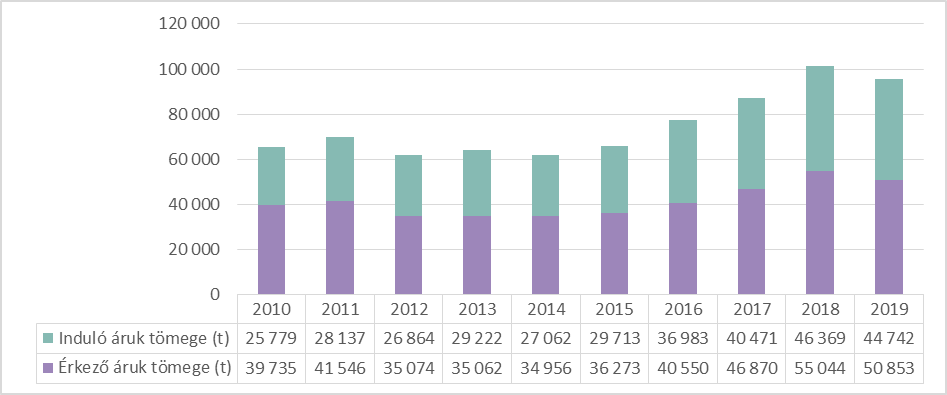 120 000
100 000
80 000
60 000
40 000
20 000
0
2010 2011 2012 2013 2014 2015 2016 2017 2018 2019
Induló áruk tömege (t) 25 779 28 137 26 864 29 222 27 062 29 713 36 983 40 471 46 369 44 742
Érkező áruk tömege (t) 39 735 41 546 35 074 35 062 34 956 36 273 40 550 46 870 55 044 50 853